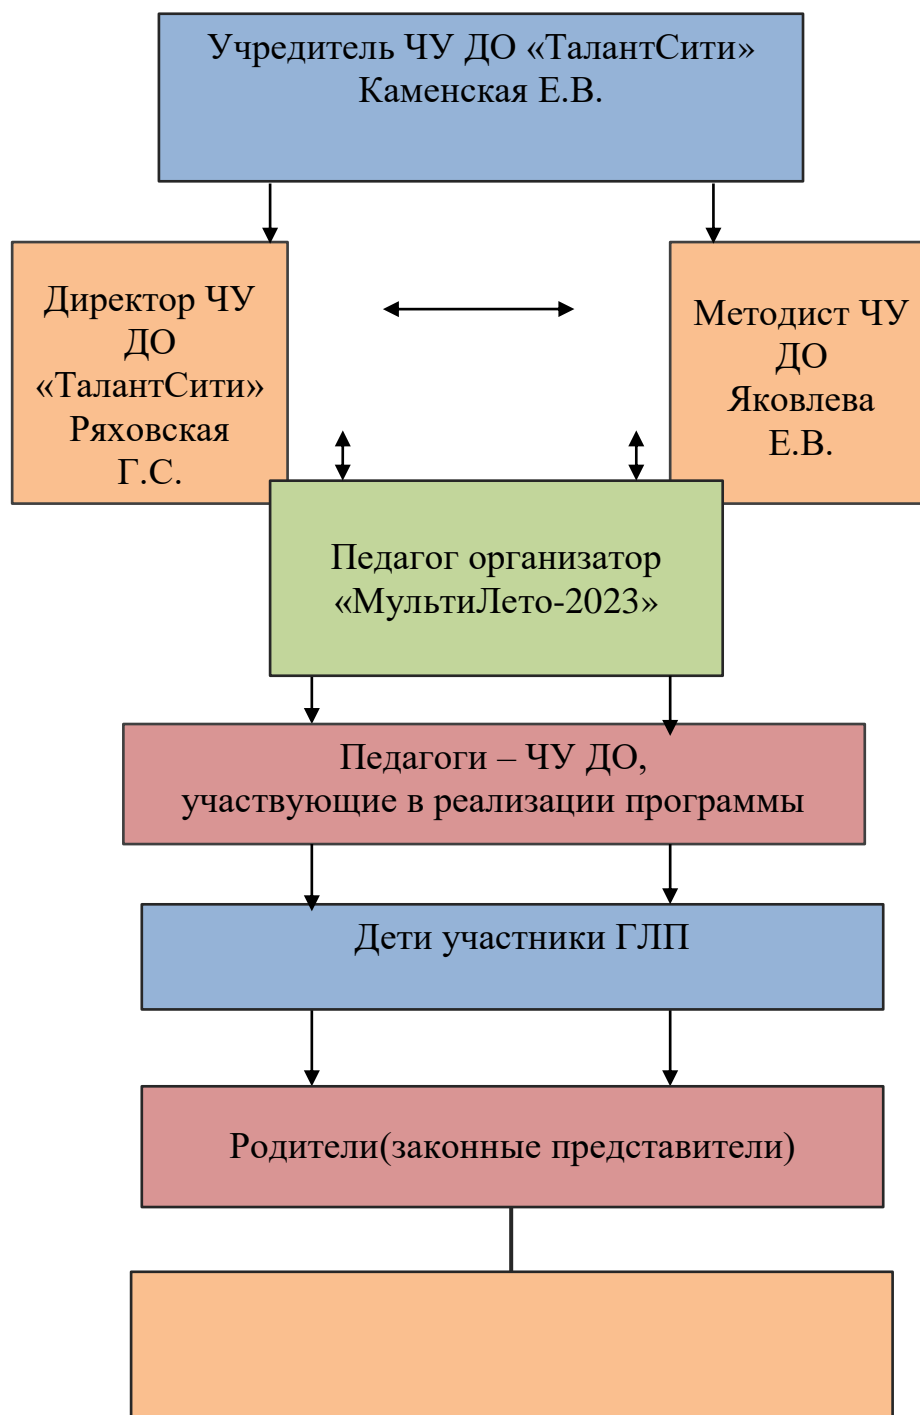 Учредитель ЧУ ДО «ТалантСити»
Каменская Е.В.
Директор ЧУ
ДО
«ТалантСити»
Ряховская
Г.С.
Методист ЧУ
ДО
Яковлева
Е.В.
Педагог организатор
«МультиЛето-2023»
Педагоги – ЧУ ДО,
участвующие в реализации программы
Дети участники ГЛП
Родители(законные представители)